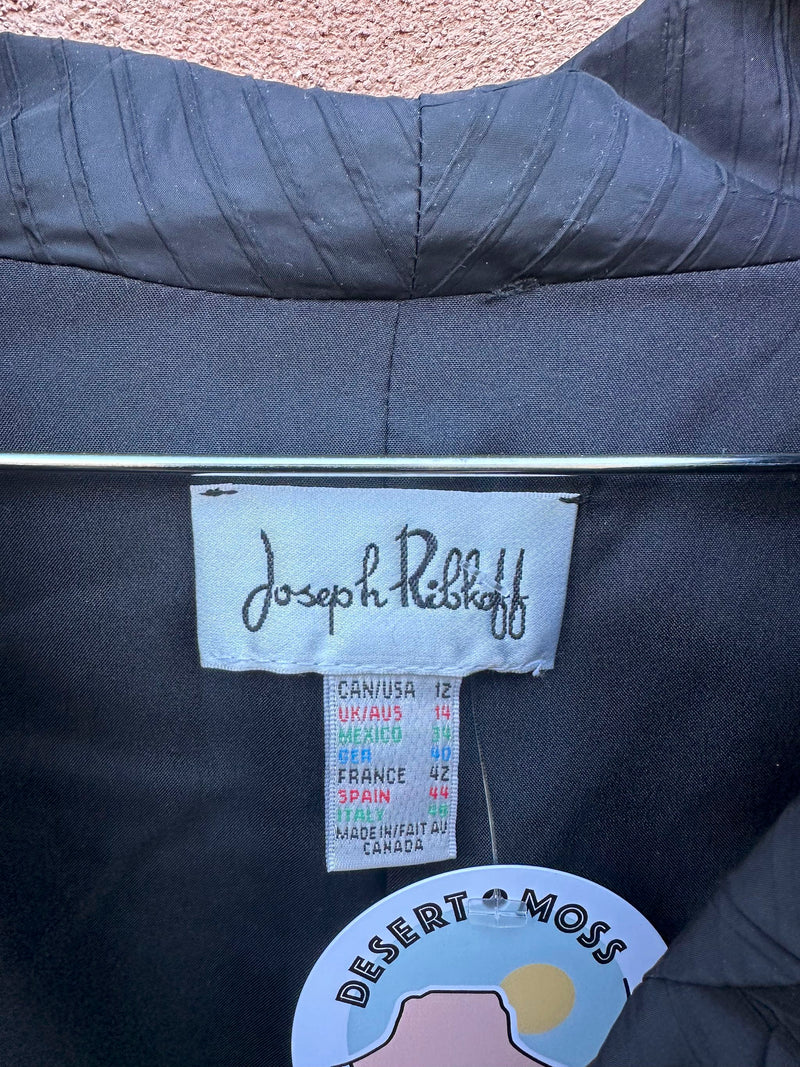 Joseph Ribkoff
CAN/USA 12
UK/AUS 14
MEXICO 34
GER 40
FRANCE 42
SPAIN 44
ITALY 46
MADE IN/FAIT AU
CANADA
DESERT MOSS